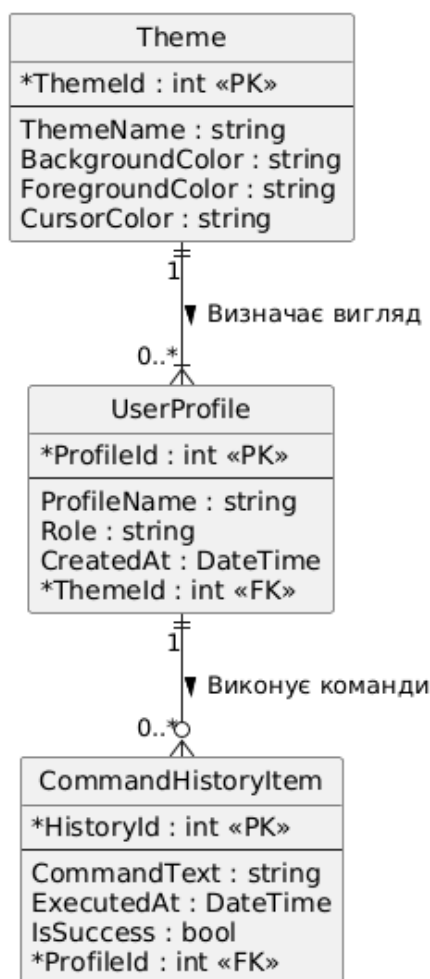 Theme
*ThemeId : int «PK»
ThemeName : string
BackgroundColor : string
ForegroundColor : string
CursorColor : string
1
Визначає вигляд
0..*
UserProfile
*ProfileId : int «PK»
ProfileName : string
Role : string
CreatedAt : DateTime
*ThemeId : int «FK»
1
Виконує команди
0..*
CommandHistoryItem
*HistoryId : int «PK»
CommandText : string
ExecutedAt : DateTime
IsSuccess : bool
*ProfileId : int «FK»